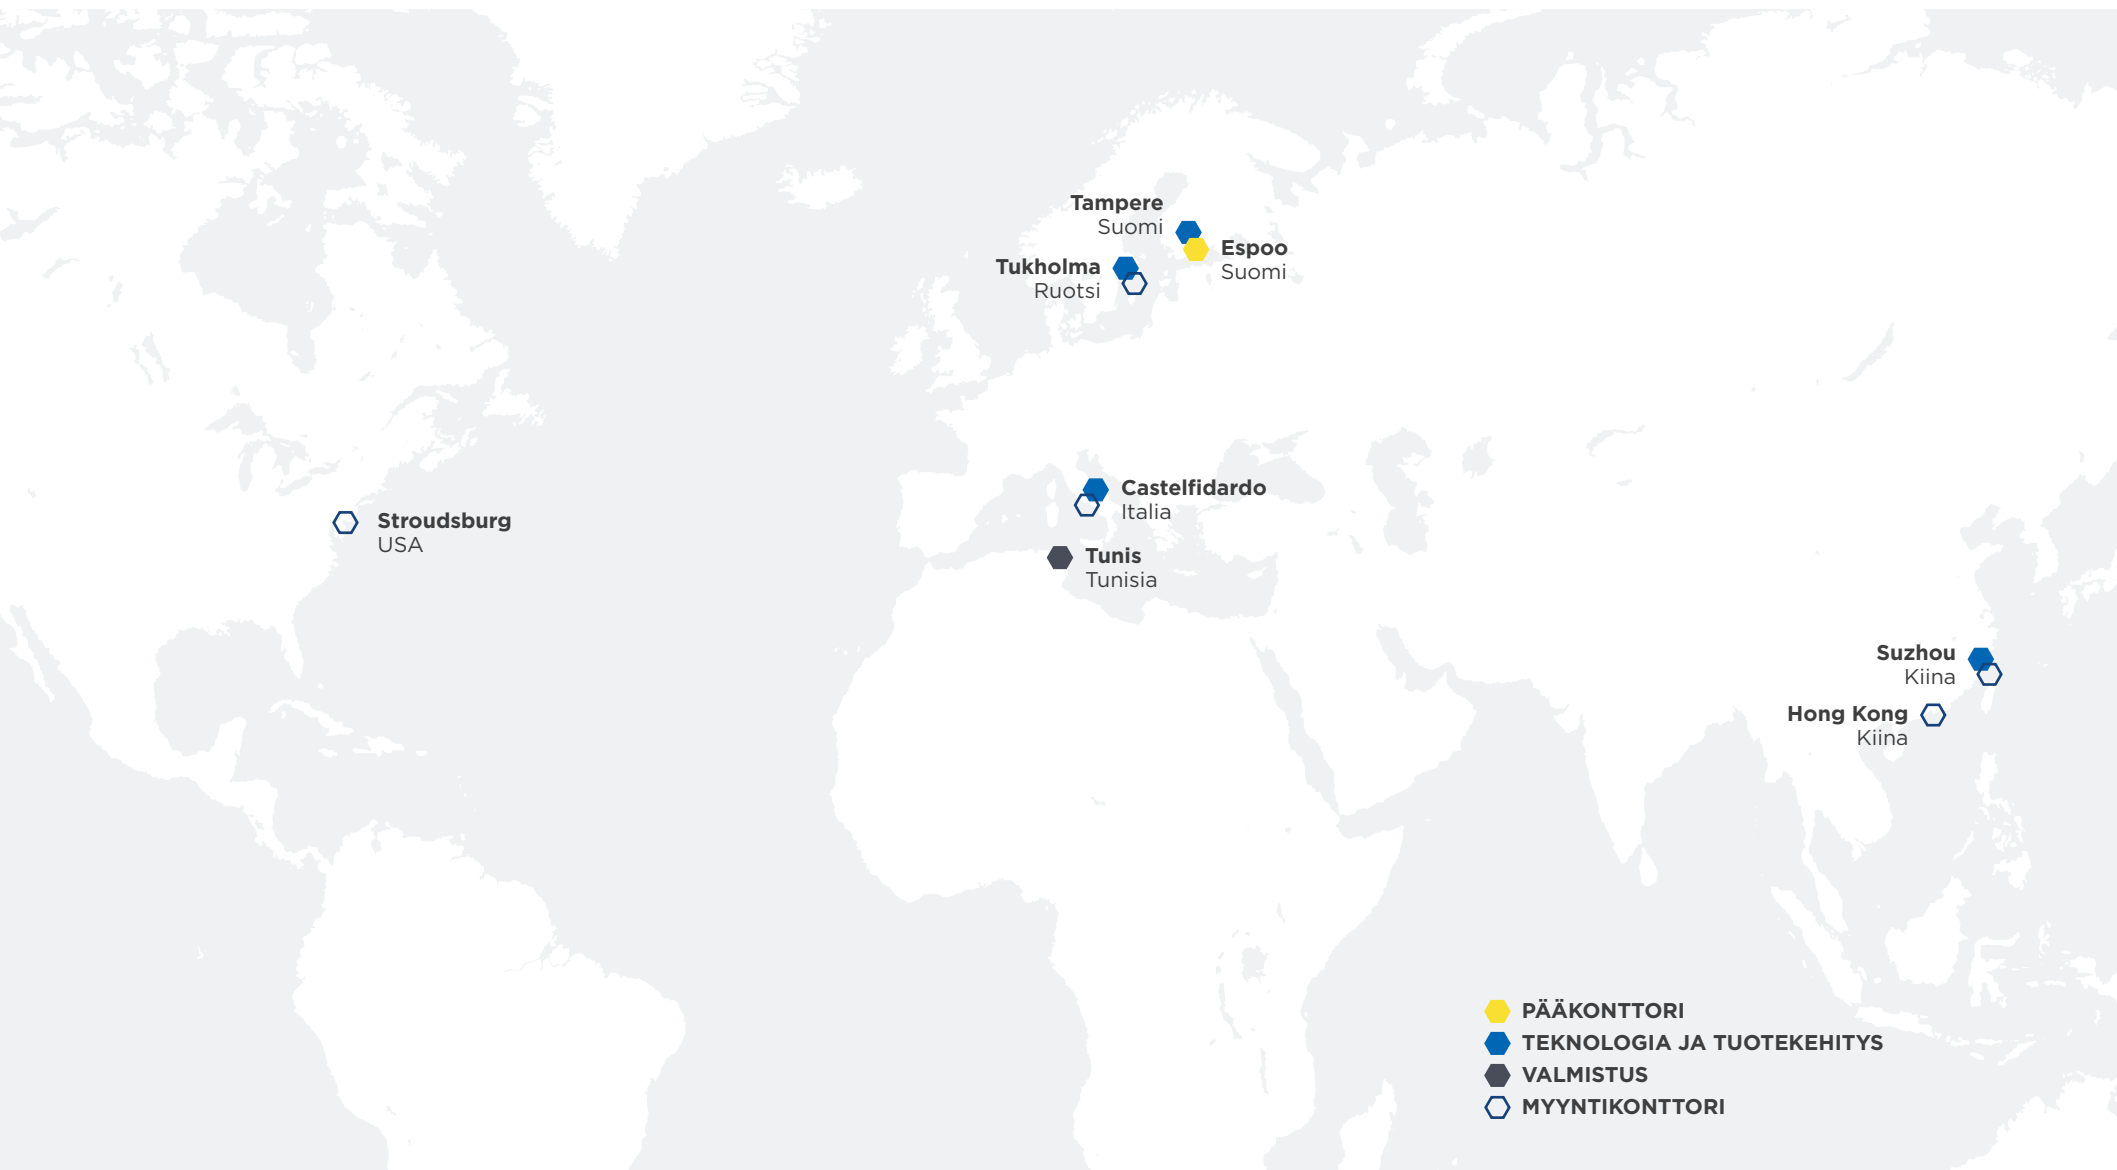 Tampere
Suomi
Espoo
Suomi
Tukholma
Ruotsi
Castelfidardo
Italia
Stroudsburg
USA
Tunis
Tunisia
Suzhou
Kiina
Hong Kong
Kiina
PÄÄKONTTORI
TEKNOLOGIA JA TUOTEKEHITYS
VALMISTUS
MYYNTIKONTTORI